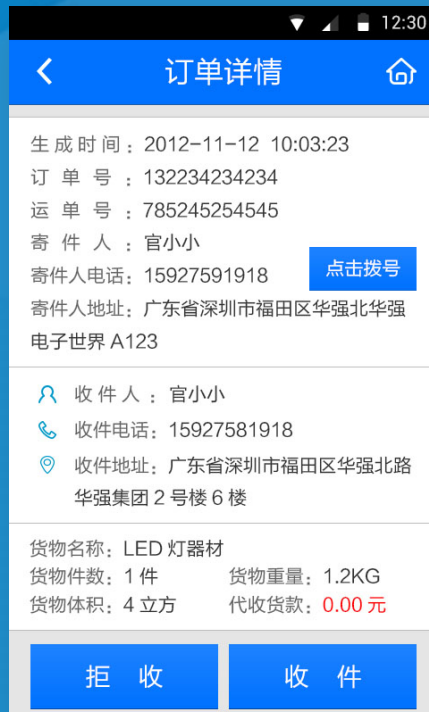 12:30
订单详情
生成时间：2012-11-12 10:03:23
订单号：132234234234
运单号：785245254545
寄件人：官小小
寄件人电话：15927591918
点击拨号
寄件人地址：广东省深圳市福田区华强北华强
电子世界 A123
收件人：官小小
收件电话：15927581918
收件地址：广东省深圳市福田区华强北路
华强集团 2 号楼 6 楼
货物名称：LED 灯器材
货物件数：1 件 货物重量：1.2KG
货物体积：4 立方 代收货款：0.00 元
拒 收 收 件